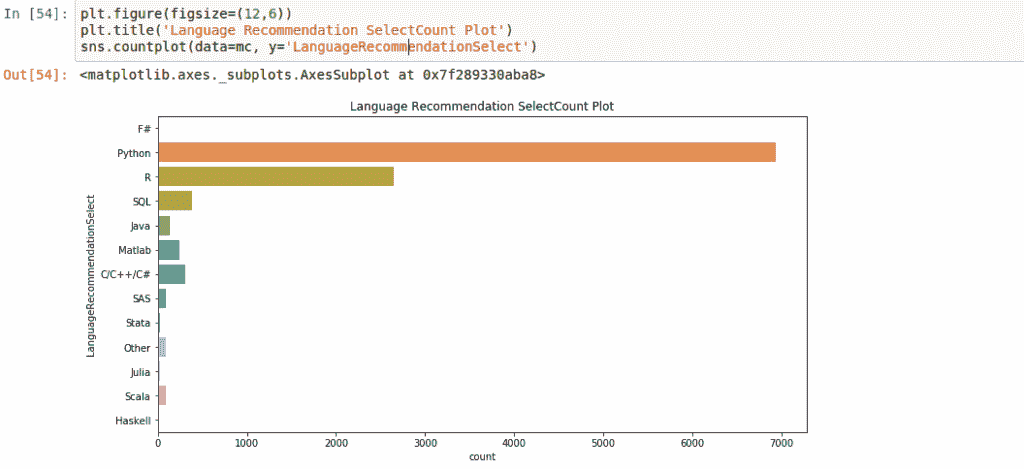 In [54]: plt.figure(figsize=(12,6))
plt.title('Language Recommendation SelectCount Plot')
sns.countplot(data=mc, y='LanguageRecommendationSelect')
Out[54]: <matplotlib.axes._subplots.AxesSubplot at 0x7f289330aba8>
Language Recommendation SelectCount Plot
LanguageRecommendationSelect
F#
Python
R
SQL
Java
Matlab
C/C++/C#
SAS
Stata
Other
Julia
Scala
Haskell
0 1000 2000 3000 4000 5000 6000 7000
count